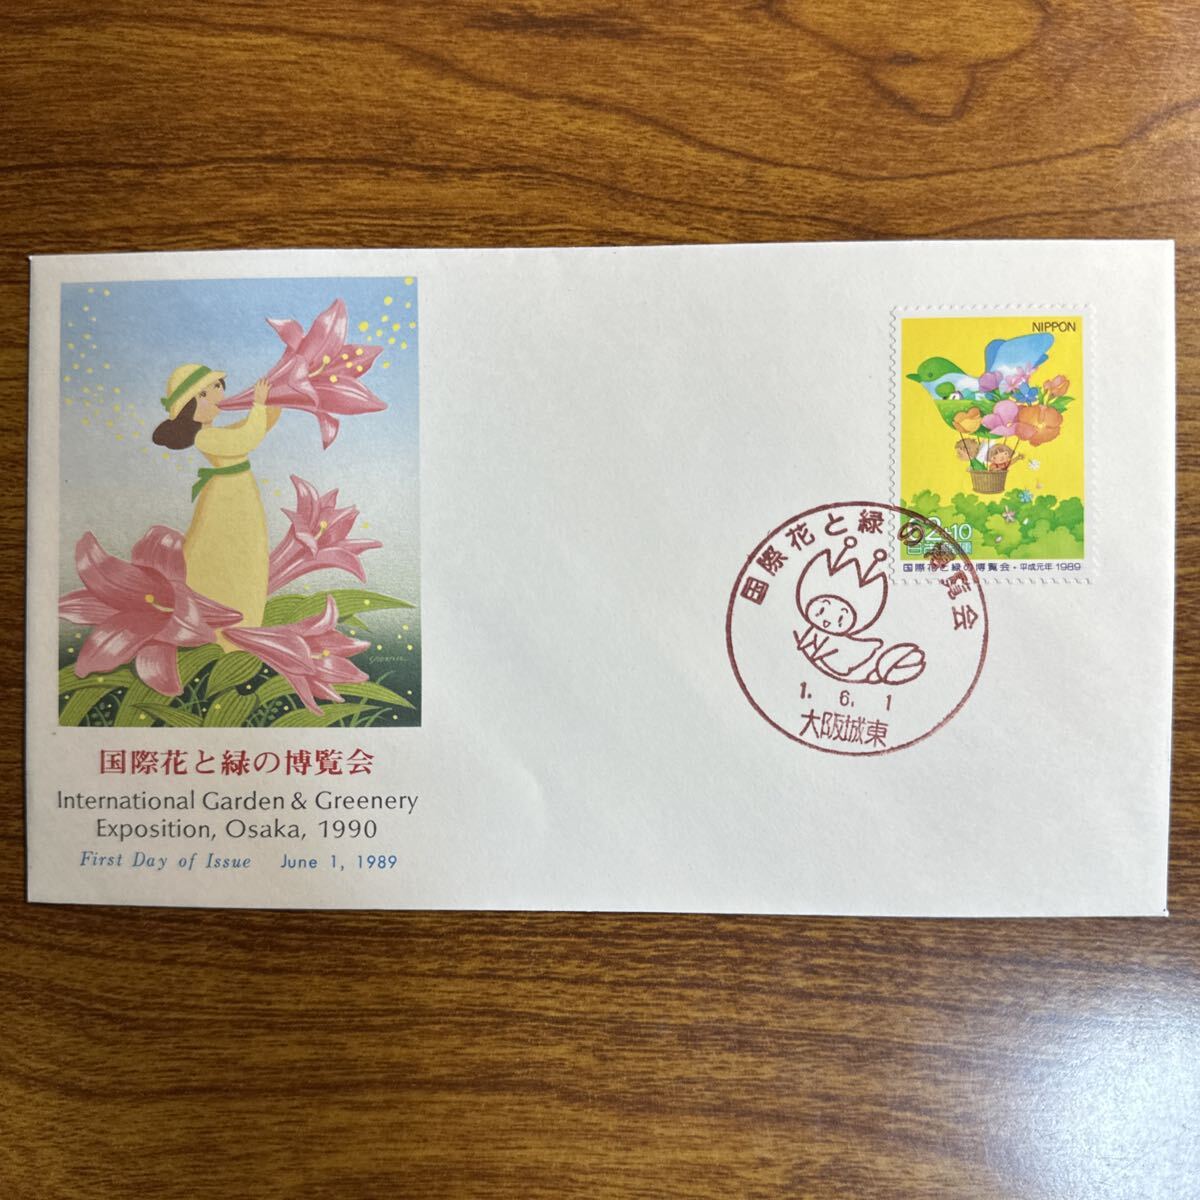 国際花と緑の博覧会
International Garden & Greenery
Exposition, Osaka, 1990
First Day of Issue June 1, 1989
NIPPON
62+10
日本郵便
国際花と緑の博覧会・平成元年 1989
国際花と緑の博覧会
1. 6. 1
大阪城東